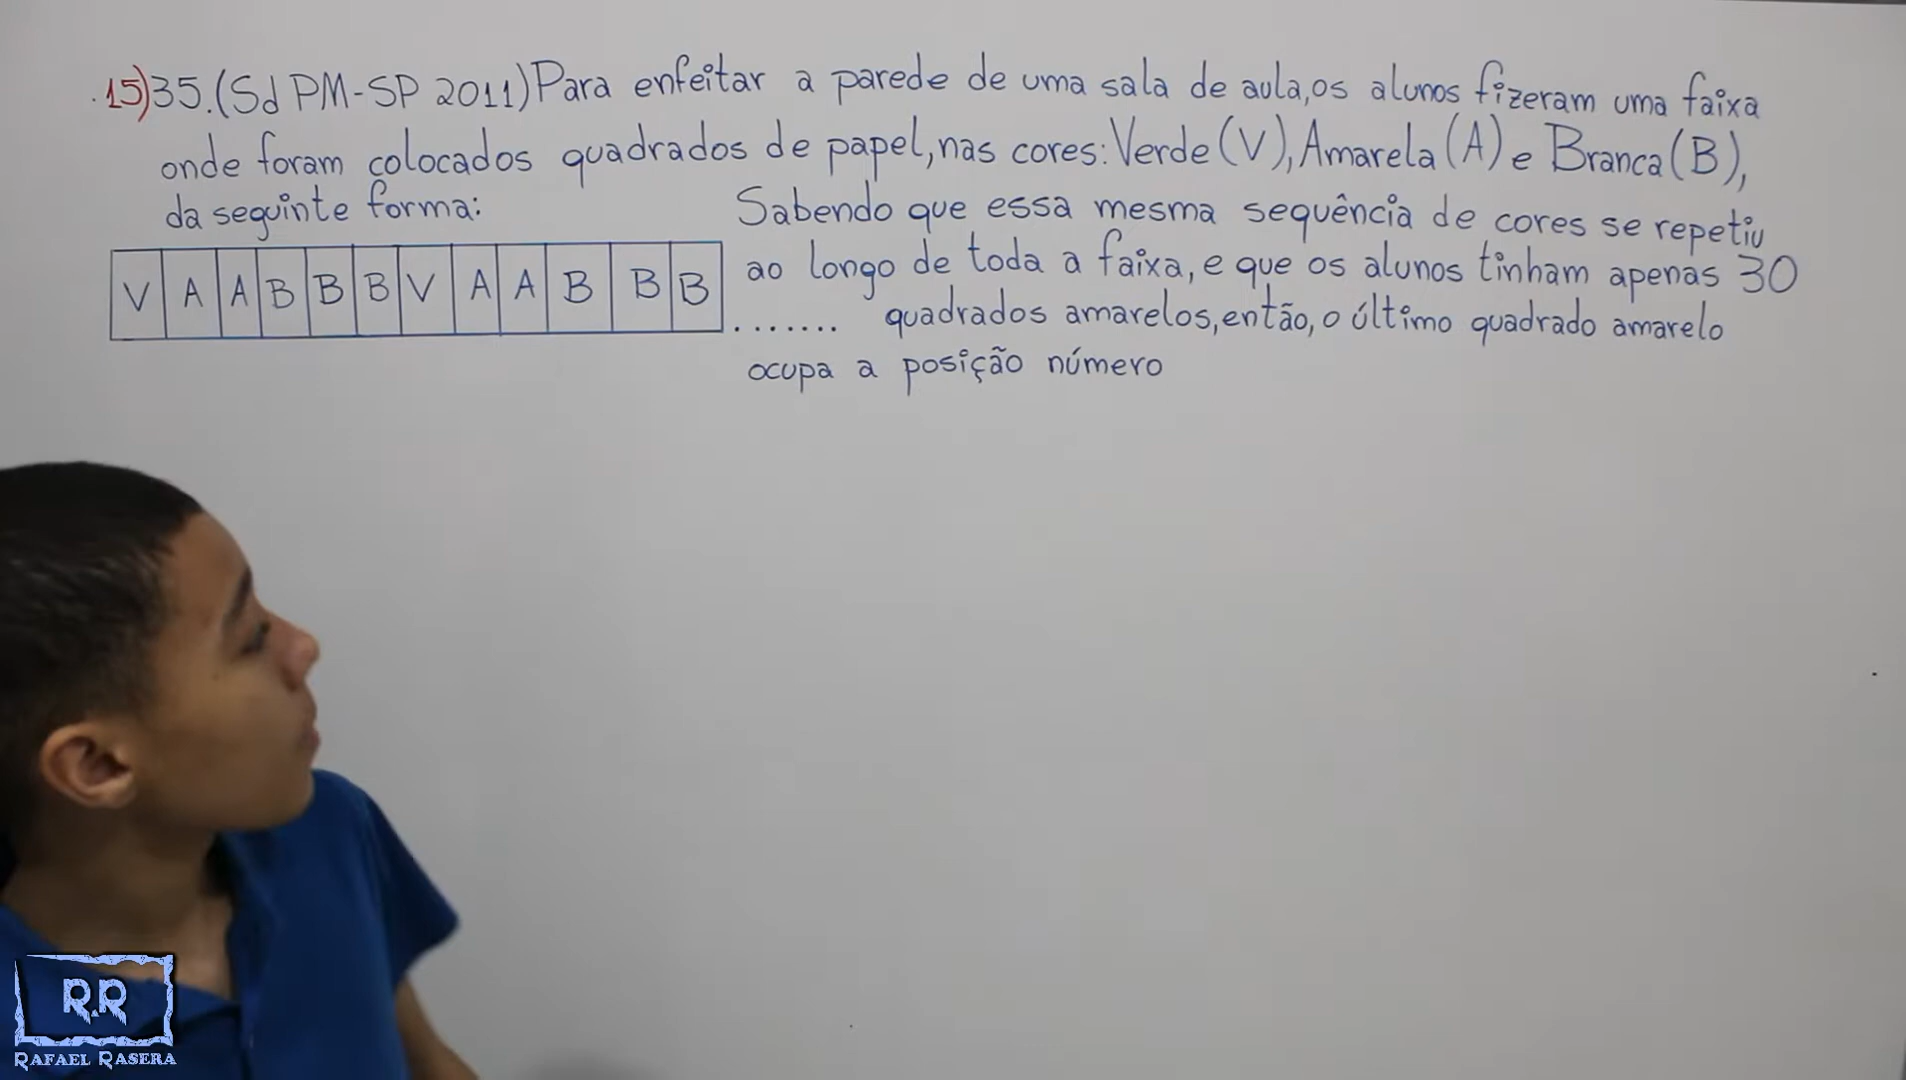 15)35.(Sd PM-SP 2011)Para enfeitar a parede de uma sala de aula,os alunos fizeram uma faixa
onde foram colocados quadrados de papel,nas cores:Verde(V),Amarela(A) e Branca(B),
da seguinte forma:
V A A B B B V A A B B B .......
Sabendo que essa mesma sequência de cores se repetiu
ao longo de toda a faixa, e que os alunos tinham apenas 30
quadrados amarelos,então,o último quadrado amarelo
ocupa a posição número
R.R
RAFAEL RASERA